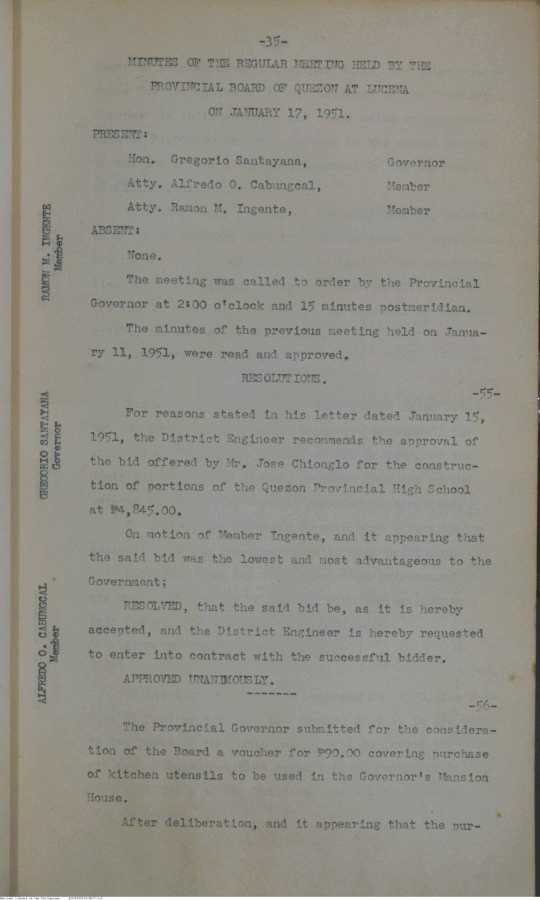 -35-
MINUTES OF THE REGULAR MEETING HELD BY THE
PROVINCIAL BOARD OF QUEZON AT LUCENA
ON JANUARY 17, 1951.
PRESENT:
Hon. Gregorio Santayana, Governor
Atty. Alfredo O. Cabungcal, Member
Atty. Ramon M. Ingente, Member
ABSENT:
None.
The meeting was called to order by the Provincial
Governor at 2:00 o'clock and 15 minutes postmeridian.
The minutes of the previous meeting held on Janua-
ry 11, 1951, were read and approved.
RESOLUTIONS.
-55-
For reasons stated in his letter dated January 15,
1951, the District Engineer recommends the approval of
the bid offered by Mr. Jose Chionglo for the construc-
tion of portions of the Quezon Provincial High School
at ₱4,845.00.
On motion of Member Ingente, and it appearing that
the said bid was the lowest and most advantageous to the
Government;
RESOLVED, that the said bid be, as it is hereby
accepted, and the District Engineer is hereby requested
to enter into contract with the successful bidder.
APPROVED UNANIMOUSLY.
-------
-56-
The Provincial Governor submitted for the considera-
tion of the Board a voucher for ₱90.00 covering purchase
of kitchen utensils to be used in the Governor's Mansion
House.
After deliberation, and it appearing that the pur-
RAMON M. INGENTE
Member
GREGORIO SANTAYANA
Governor
ALFREDO O. CABUNGCAL
Member